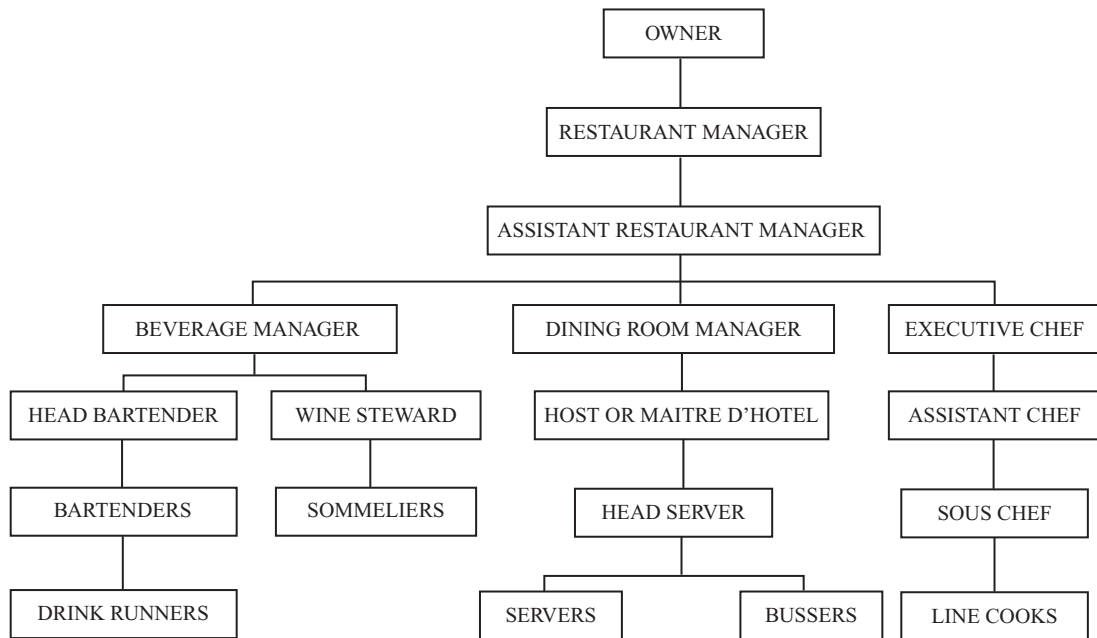 OWNER
RESTAURANT MANAGER
ASSISTANT RESTAURANT MANAGER
BEVERAGE MANAGER
DINING ROOM MANAGER
EXECUTIVE CHEF
HEAD BARTENDER
WINE STEWARD
HOST OR MAITRE D’HOTEL
ASSISTANT CHEF
BARTENDERS
SOMMELIERS
HEAD SERVER
SOUS CHEF
DRINK RUNNERS
SERVERS
BUSSERS
LINE COOKS